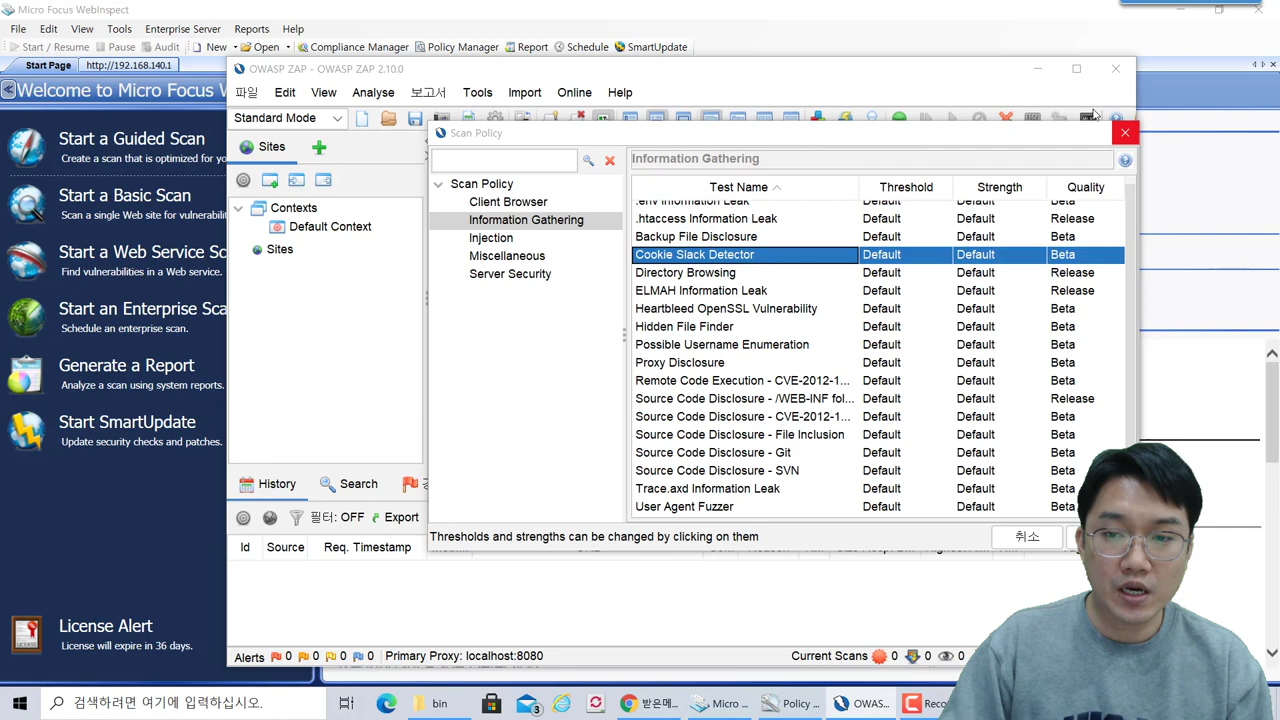 Micro Focus WebInspect
File Edit View Tools Enterprise Server Reports Help
Start / Resume Pause Audit New Open Compliance Manager Policy Manager Report Schedule SmartUpdate
Start Page http://192.168.140.1
Welcome to Micro Focus W
Start a Guided Scan
Create a scan that is optimized for yo
Start a Basic Scan
Scan a single Web site for vulnerabili
Start a Web Service Sc
Find vulnerabilities in a Web service.
Start an Enterprise Sca
Schedule an enterprise scan.
Generate a Report
Analyze a scan using system reports.
Start SmartUpdate
Update security checks and patches.
License Alert
License will expire in 36 days.
OWASP ZAP - OWASP ZAP 2.10.0
파일 Edit View Analyse 보고서 Tools Import Online Help
Standard Mode
Sites
Contexts
Default Context
Sites
History Search
필터: OFF Export
Id Source Req. Timestamp
Alerts 0 0 0 0 Primary Proxy: localhost:8080
Current Scans 0 0 0
Scan Policy
Scan Policy
Client Browser
Information Gathering
Injection
Miscellaneous
Server Security
Information Gathering
Test Name Threshold Strength Quality
.env Information Leak Default Default Beta
.htaccess Information Leak Default Default Release
Backup File Disclosure Default Default Beta
Cookie Slack Detector Default Default Beta
Directory Browsing Default Default Release
ELMAH Information Leak Default Default Release
Heartbleed OpenSSL Vulnerability Default Default Beta
Hidden File Finder Default Default Beta
Possible Username Enumeration Default Default Beta
Proxy Disclosure Default Default Beta
Remote Code Execution - CVE-2012-1... Default Default Beta
Source Code Disclosure - /WEB-INF fol... Default Default Release
Source Code Disclosure - CVE-2012-1... Default Default Beta
Source Code Disclosure - File Inclusion Default Default Beta
Source Code Disclosure - Git Default Default Beta
Source Code Disclosure - SVN Default Default Beta
Trace.axd Information Leak Default Default Beta
User Agent Fuzzer Default Default Beta
Thresholds and strengths can be changed by clicking on them
취소
검색하려면 여기에 입력하십시오.
bin
3
받은메...
Micro ...
Policy ...
OWAS...
Reco